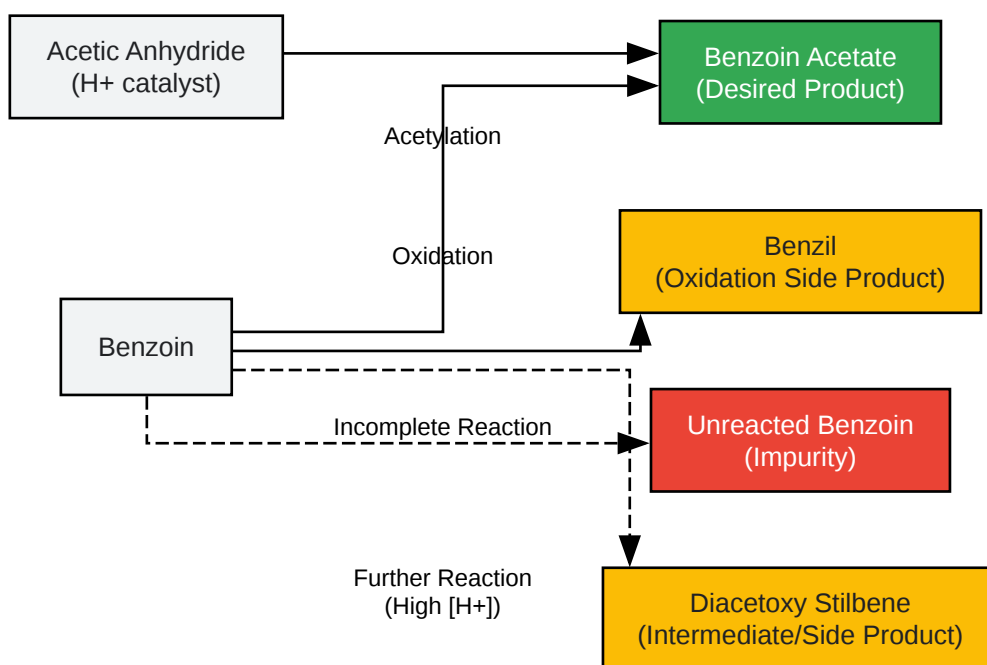 Acetic Anhydride
(H+ catalyst)
Benzoin Acetate
(Desired Product)
Acetylation
Benzil
(Oxidation Side Product)
Oxidation
Benzoin
Unreacted Benzoin
(Impurity)
Incomplete Reaction
Further Reaction
(High [H+])
Diacetoxy Stilbene
(Intermediate/Side Product)